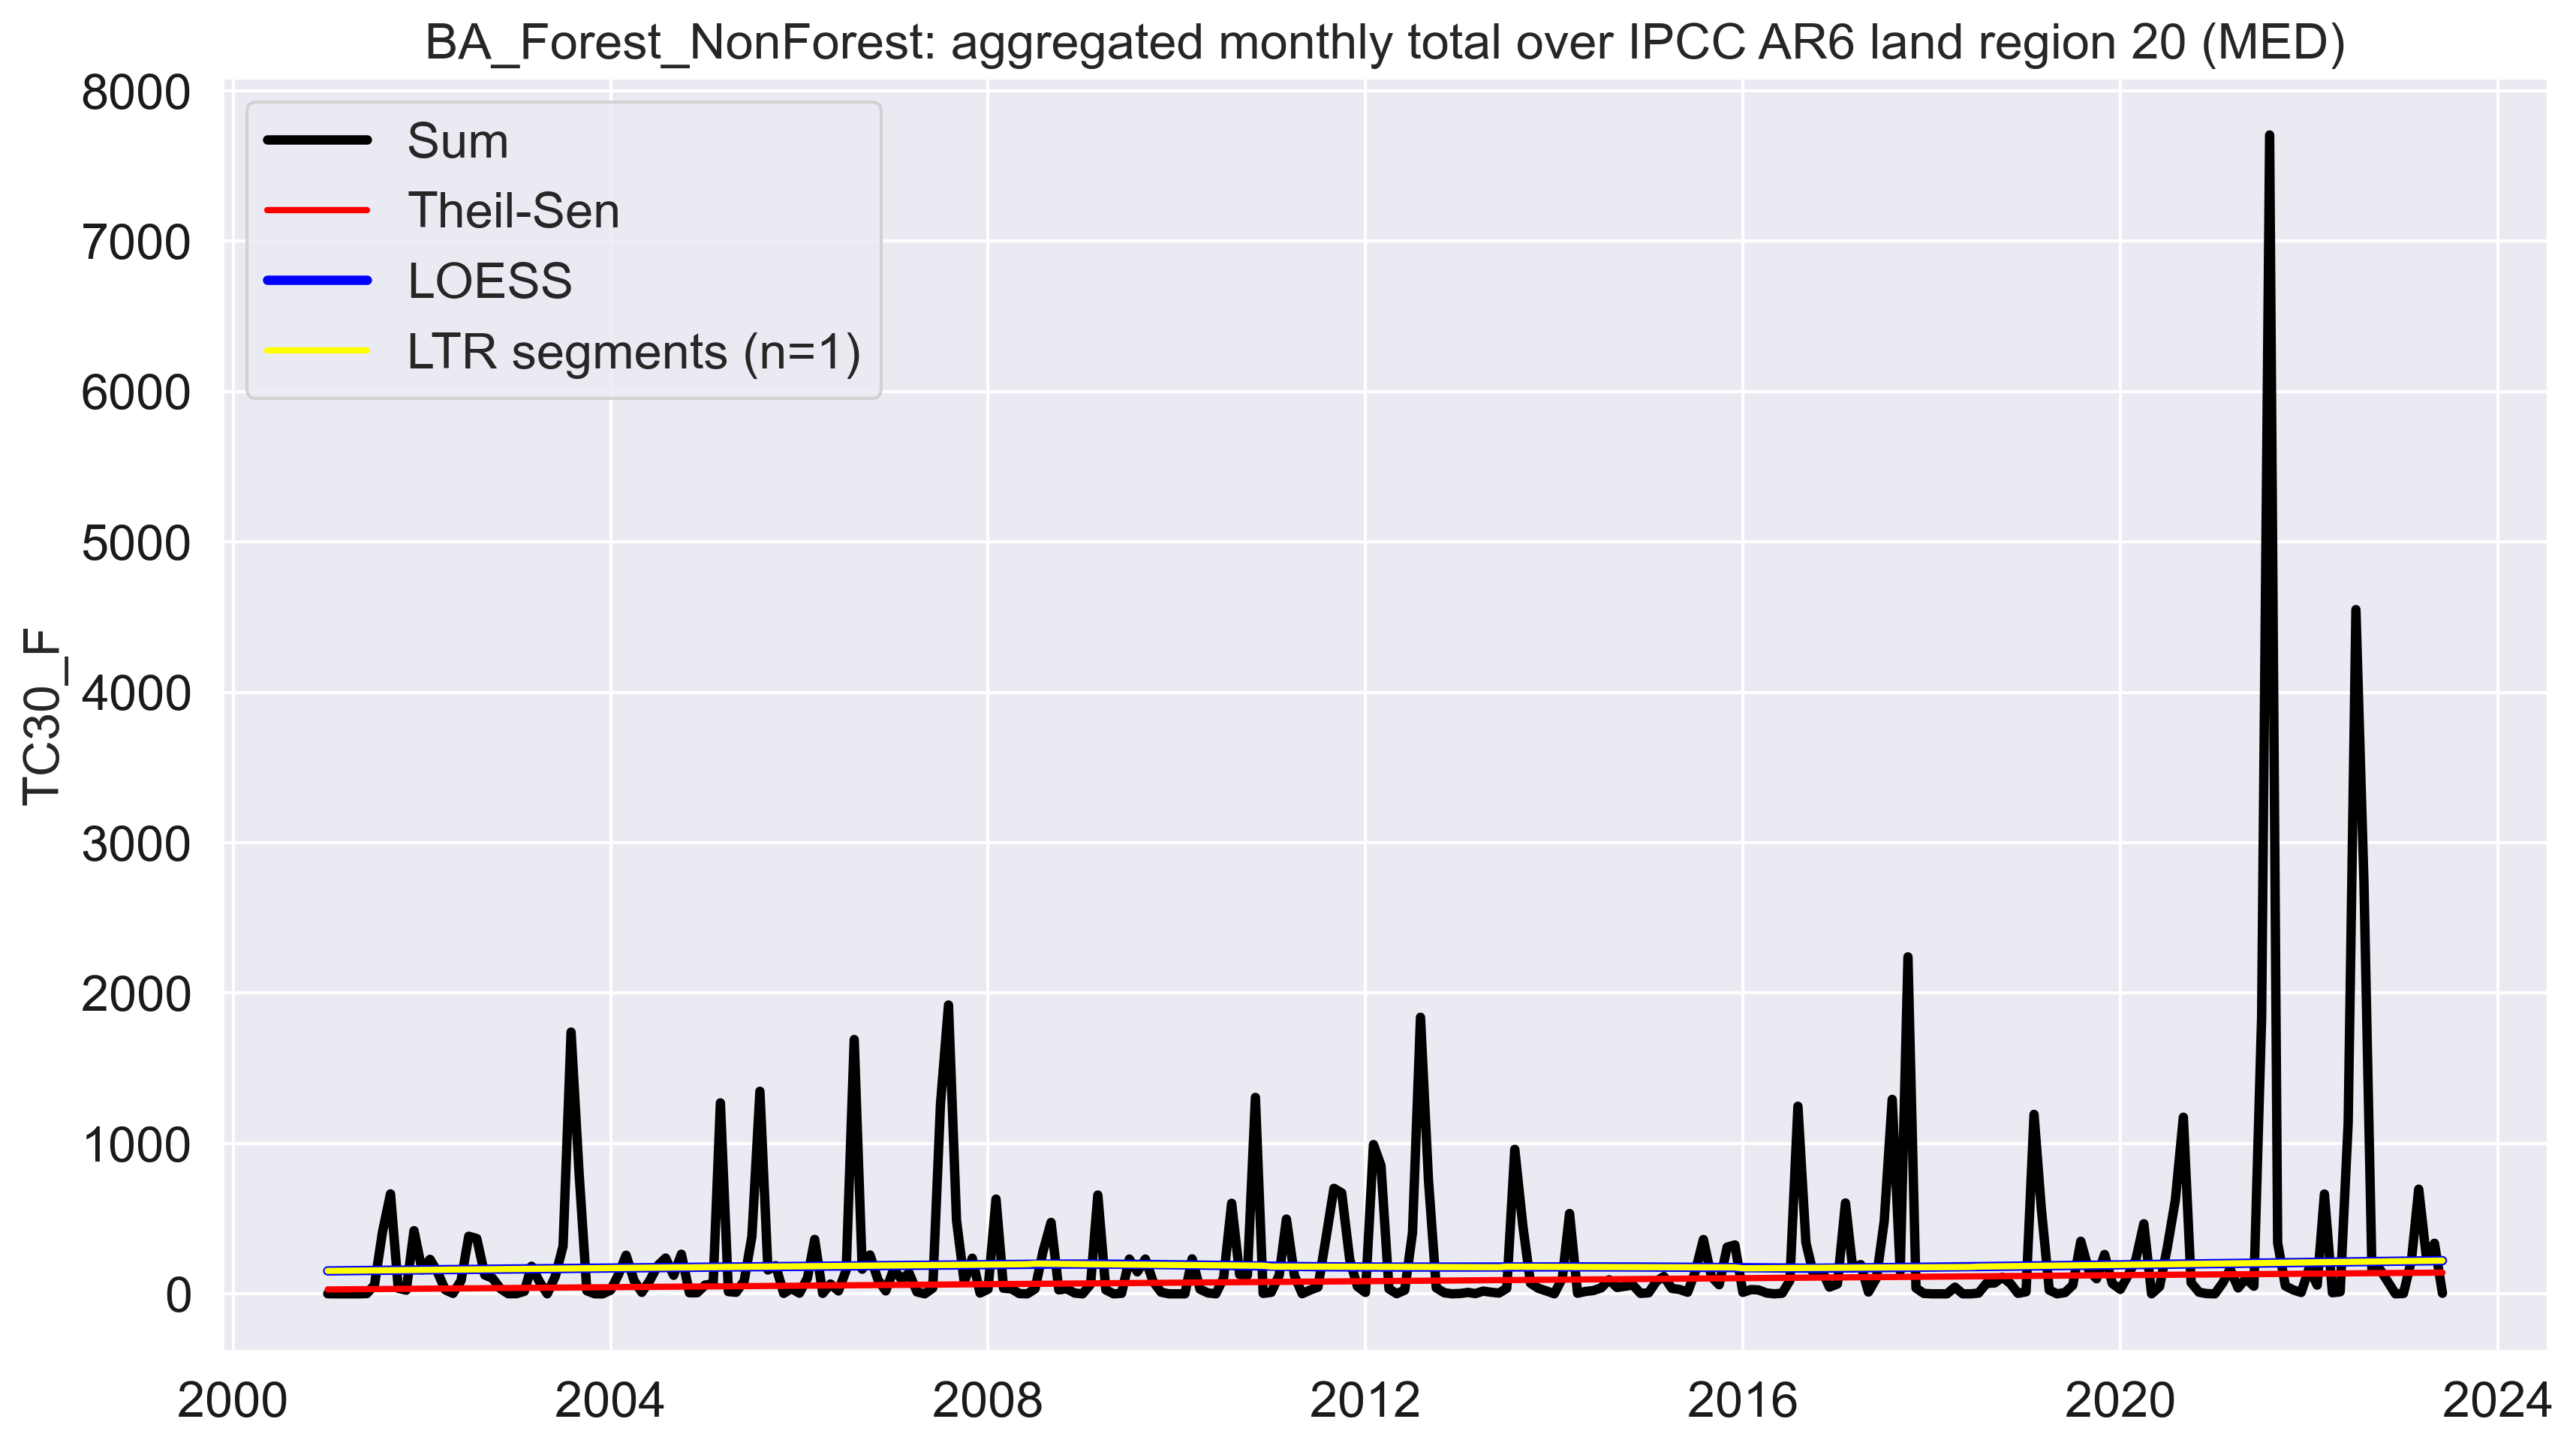 BA_Forest_NonForest: aggregated monthly total over IPCC AR6 land region 20 (MED)
8000
7000
6000
5000
4000
3000
2000
1000
0
TC30_F
Sum
Theil-Sen
LOESS
LTR segments (n=1)
2000 2004 2008 2012 2016 2020 2024